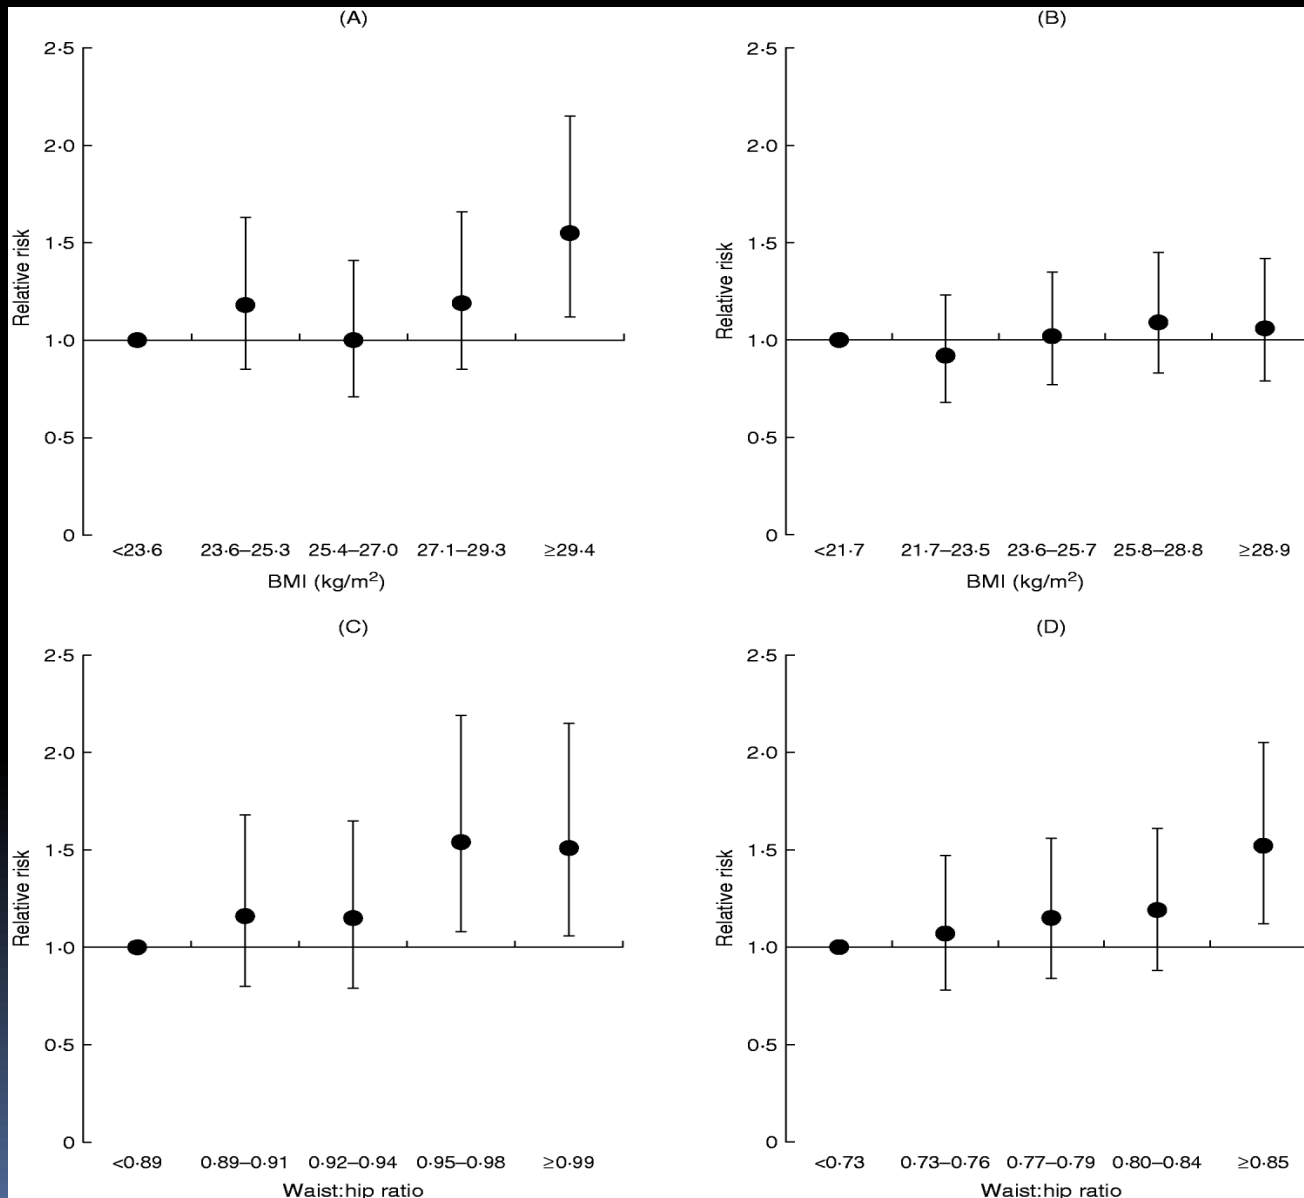 (A)
2·5
2·0
1·5
1·0
0·5
0
Relative risk
<23·6 23·6–25·3 25·4–27·0 27·1–29·3 ≥29·4
BMI (kg/m²)
(B)
2·5
2·0
1·5
1·0
0·5
0
Relative risk
<21·7 21·7–23·5 23·6–25·7 25·8–28·8 ≥28·9
BMI (kg/m²)
(C)
2·5
2·0
1·5
1·0
0·5
0
Relative risk
<0·89 0·89–0·91 0·92–0·94 0·95–0·98 ≥0·99
Waist:hip ratio
(D)
2·5
2·0
1·5
1·0
0·5
0
Relative risk
<0·73 0·73–0·76 0·77–0·79 0·80–0·84 ≥0·85
Waist:hip ratio